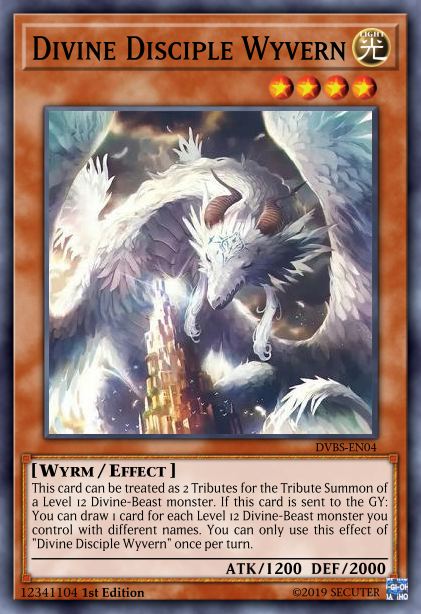 DIVINE DISCIPLE WYVERN
LIGHT
光
DVBS-EN04
[WYRM / EFFECT ]
This card can be treated as 2 Tributes for the Tribute Summon of
a Level 12 Divine-Beast monster. If this card is sent to the GY:
You can draw 1 card for each Level 12 Divine-Beast monster you
control with different names. You can only use this effect of
"Divine Disciple Wyvern" once per turn.
ATK/1200 DEF/2000
12341104 1st Edition ©2019 SECUTER